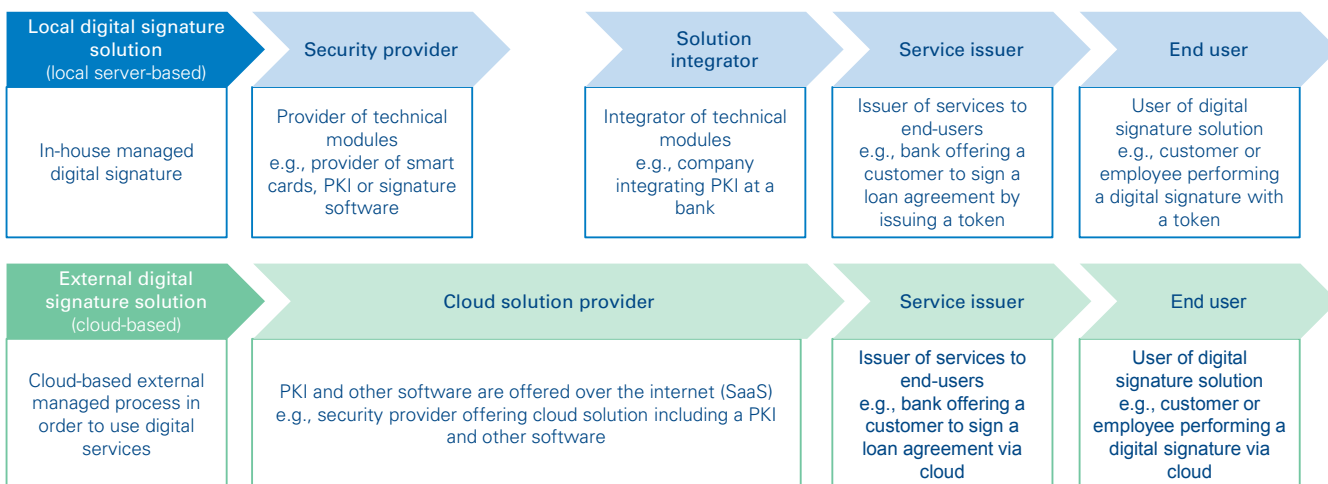 Local digital signature
solution
(local server-based)
Security provider
Solution
integrator
Service issuer
End user
In-house managed
digital signature
Provider of technical
modules
e.g., provider of smart
cards, PKI or signature
software
Integrator of technical
modules
e.g., company
integrating PKI at a
bank
Issuer of services to
end-users
e.g., bank offering a
customer to sign a
loan agreement by
issuing a token
User of digital
signature solution
e.g., customer or
employee performing
a digital signature with
a token
External digital
signature solution
(cloud-based)
Cloud solution provider
Service issuer
End user
Cloud-based external
managed process in
order to use digital
services
PKI and other software are offered over the internet (SaaS)
e.g., security provider offering cloud solution including a PKI
and other software
Issuer of services to
end-users
e.g., bank offering a
customer to sign a
loan agreement via
cloud
User of digital
signature solution
e.g., customer or
employee performing a
digital signature via
cloud